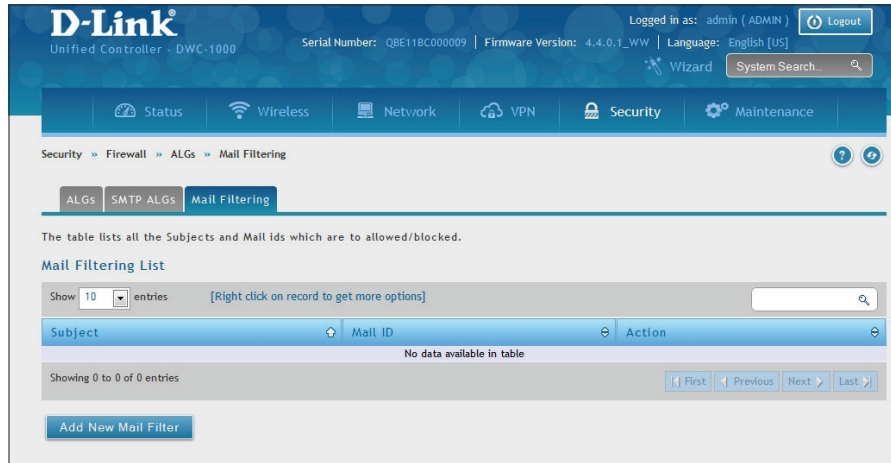 D-Link
Unified Controller - DWC-1000
Logged in as: admin ( ADMIN ) Logout
Serial Number: QBE11BC000009 | Firmware Version: 4.4.0.1_WW | Language: English [US]
Wizard System Search...
Status Wireless Network VPN Security Maintenance
Security » Firewall » ALGs » Mail Filtering
ALGs SMTP ALGs Mail Filtering
The table lists all the Subjects and Mail ids which are to allowed/blocked.
Mail Filtering List
Show 10 entries [Right click on record to get more options]
Subject Mail ID Action
No data available in table
Showing 0 to 0 of 0 entries First Previous Next Last
Add New Mail Filter